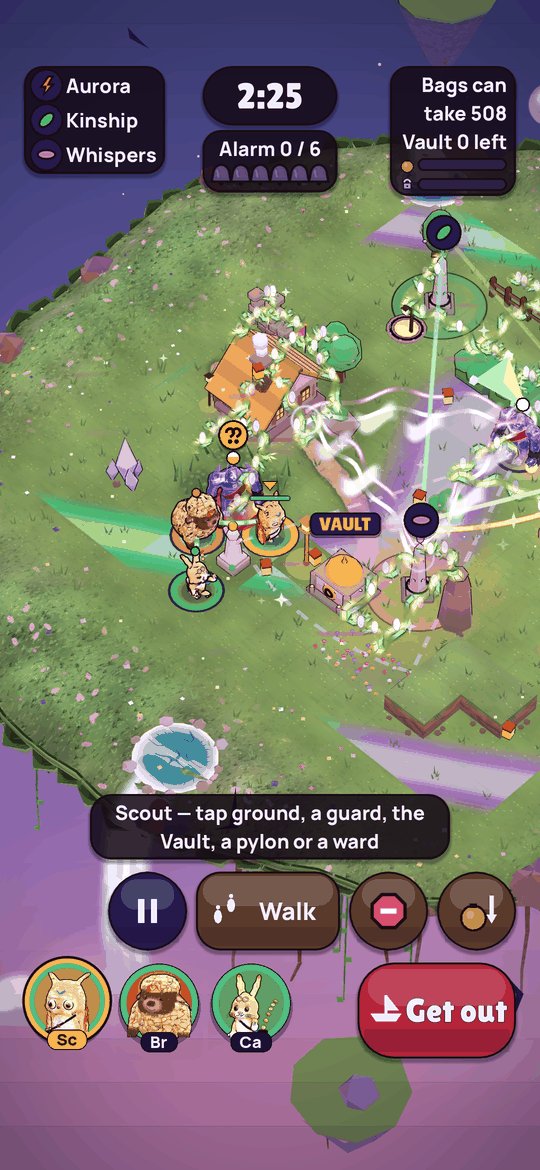 Aurora
Kinship
Whispers
2:25
Alarm 0 / 6
Bags can
take 508
Vault 0 left
??
VAULT
Scout — tap ground, a guard, the
Vault, a pylon or a ward
Walk
Sc
Br
Ca
Get out